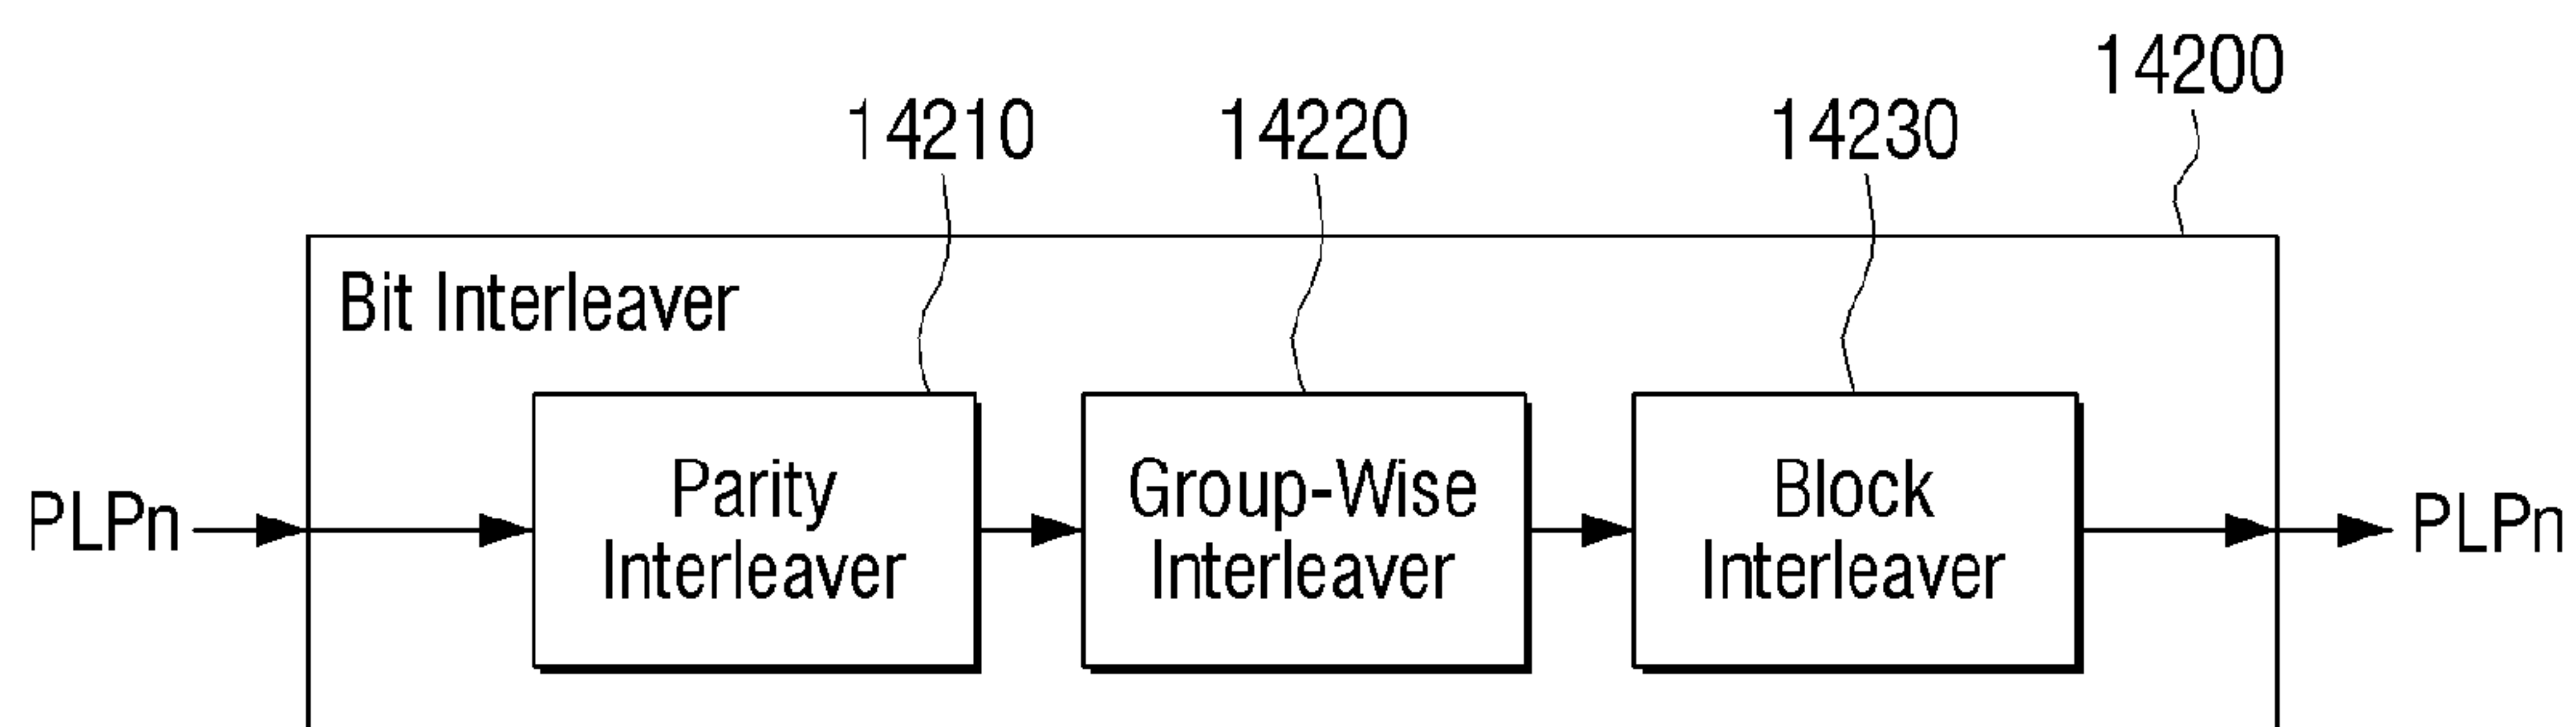 14200
14210 14220 14230
Bit Interleaver
Parity Group-Wise Block
PLPn Interleaver Interleaver Interleaver PLPn